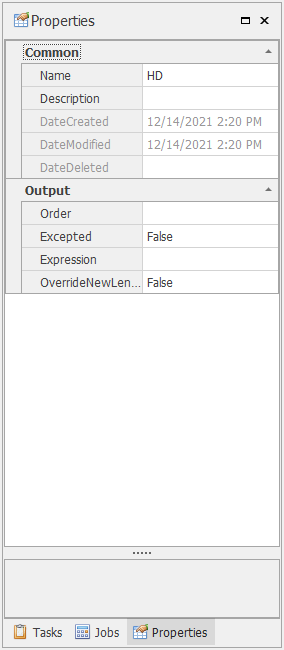 Properties
Common
Name HD
Description
DateCreated 12/14/2021 2:20 PM
DateModified 12/14/2021 2:20 PM
DateDeleted
Output
Order
Excepted False
Expression
OverrideNewLen... False
Tasks Jobs Properties